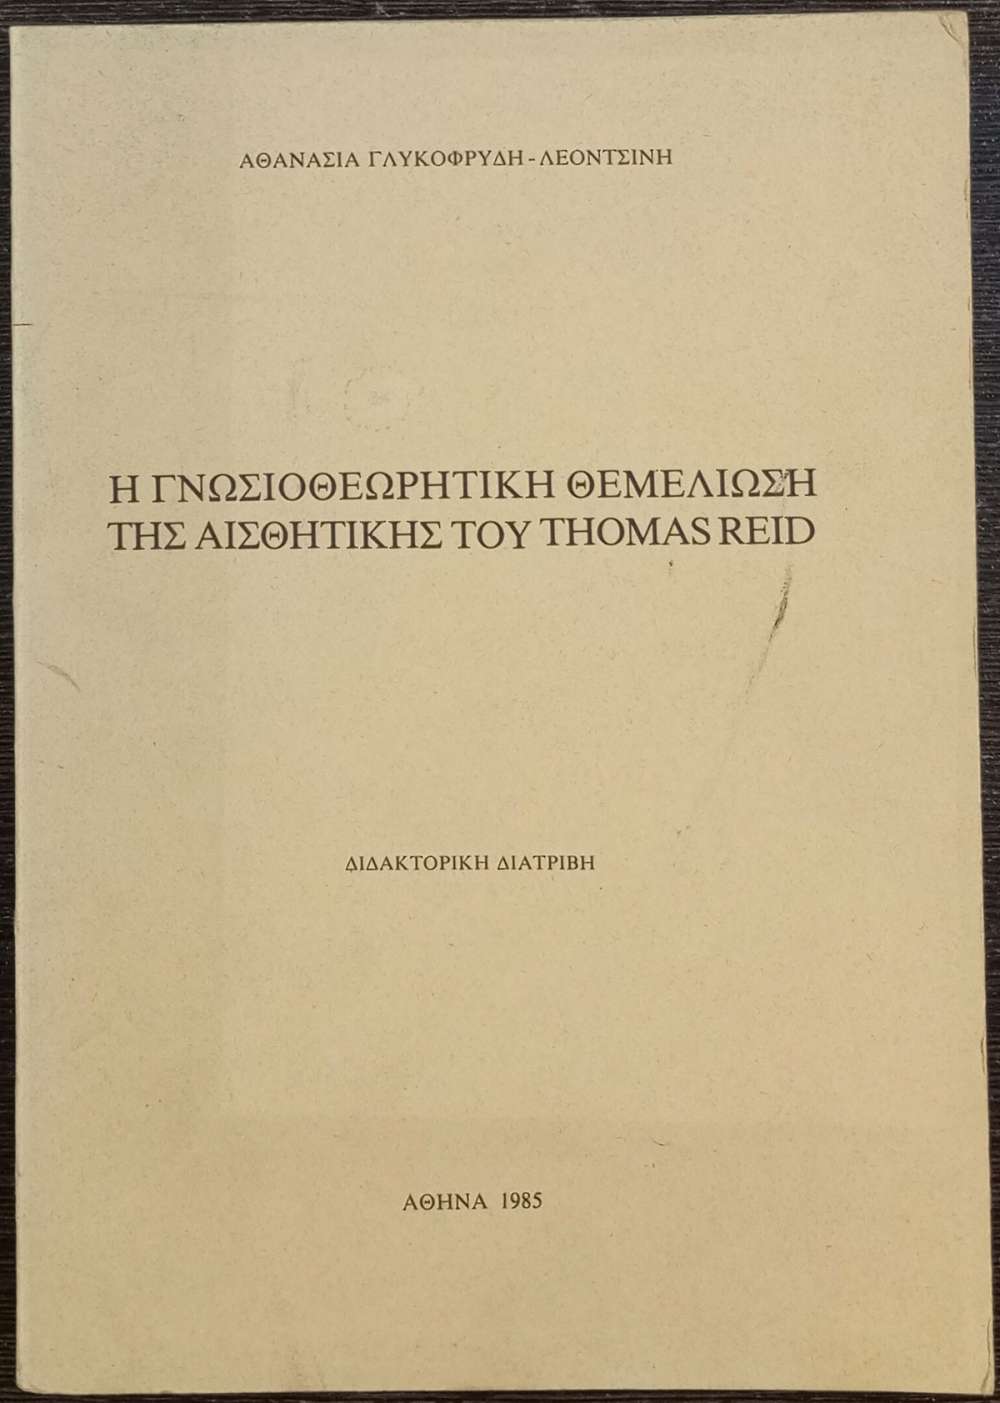 ΑΘΑΝΑΣΙΑ ΓΛΥΚΟΦΡΥΔΗ - ΛΕΟΝΤΣΙΝΗ
Η ΓΝΩΣΙΟΘΕΩΡΗΤΙΚΗ ΘΕΜΕΛΙΩΣΗ
ΤΗΣ ΑΙΣΘΗΤΙΚΗΣ ΤΟΥ THOMAS REID
ΔΙΔΑΚΤΟΡΙΚΗ ΔΙΑΤΡΙΒΗ
ΑΘΗΝΑ 1985